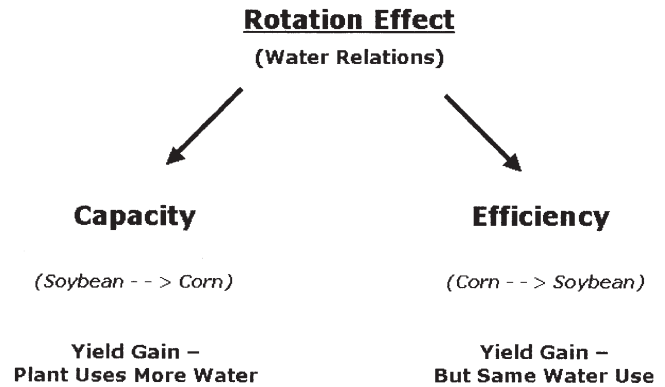 Rotation Effect
(Water Relations)
Capacity
Efficiency
(Soybean - - > Corn)
(Corn - - > Soybean)
Yield Gain –
Plant Uses More Water
Yield Gain –
But Same Water Use